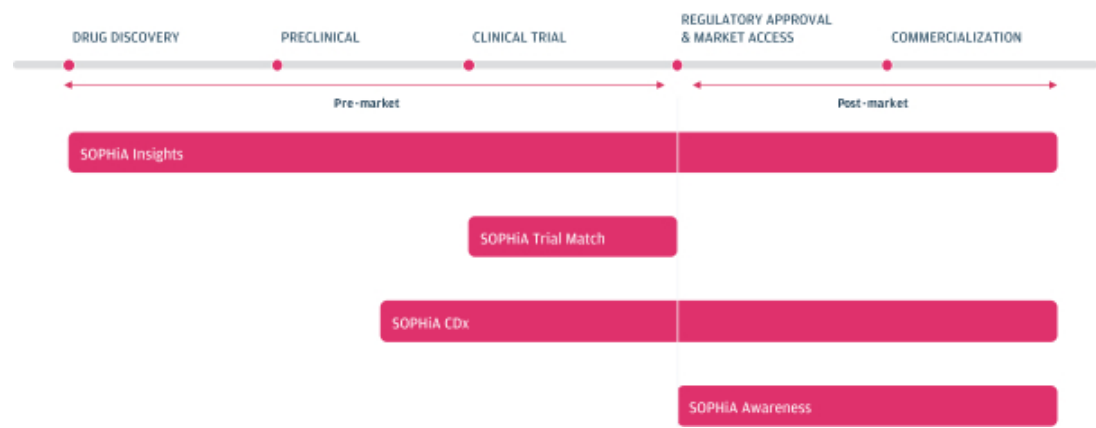 DRUG DISCOVERY
PRECLINICAL
CLINICAL TRIAL
REGULATORY APPROVAL
& MARKET ACCESS
COMMERCIALIZATION
Pre-market
Post-market
SOPHiA Insights
SOPHiA Trial Match
SOPHiA CDx
SOPHiA Awareness